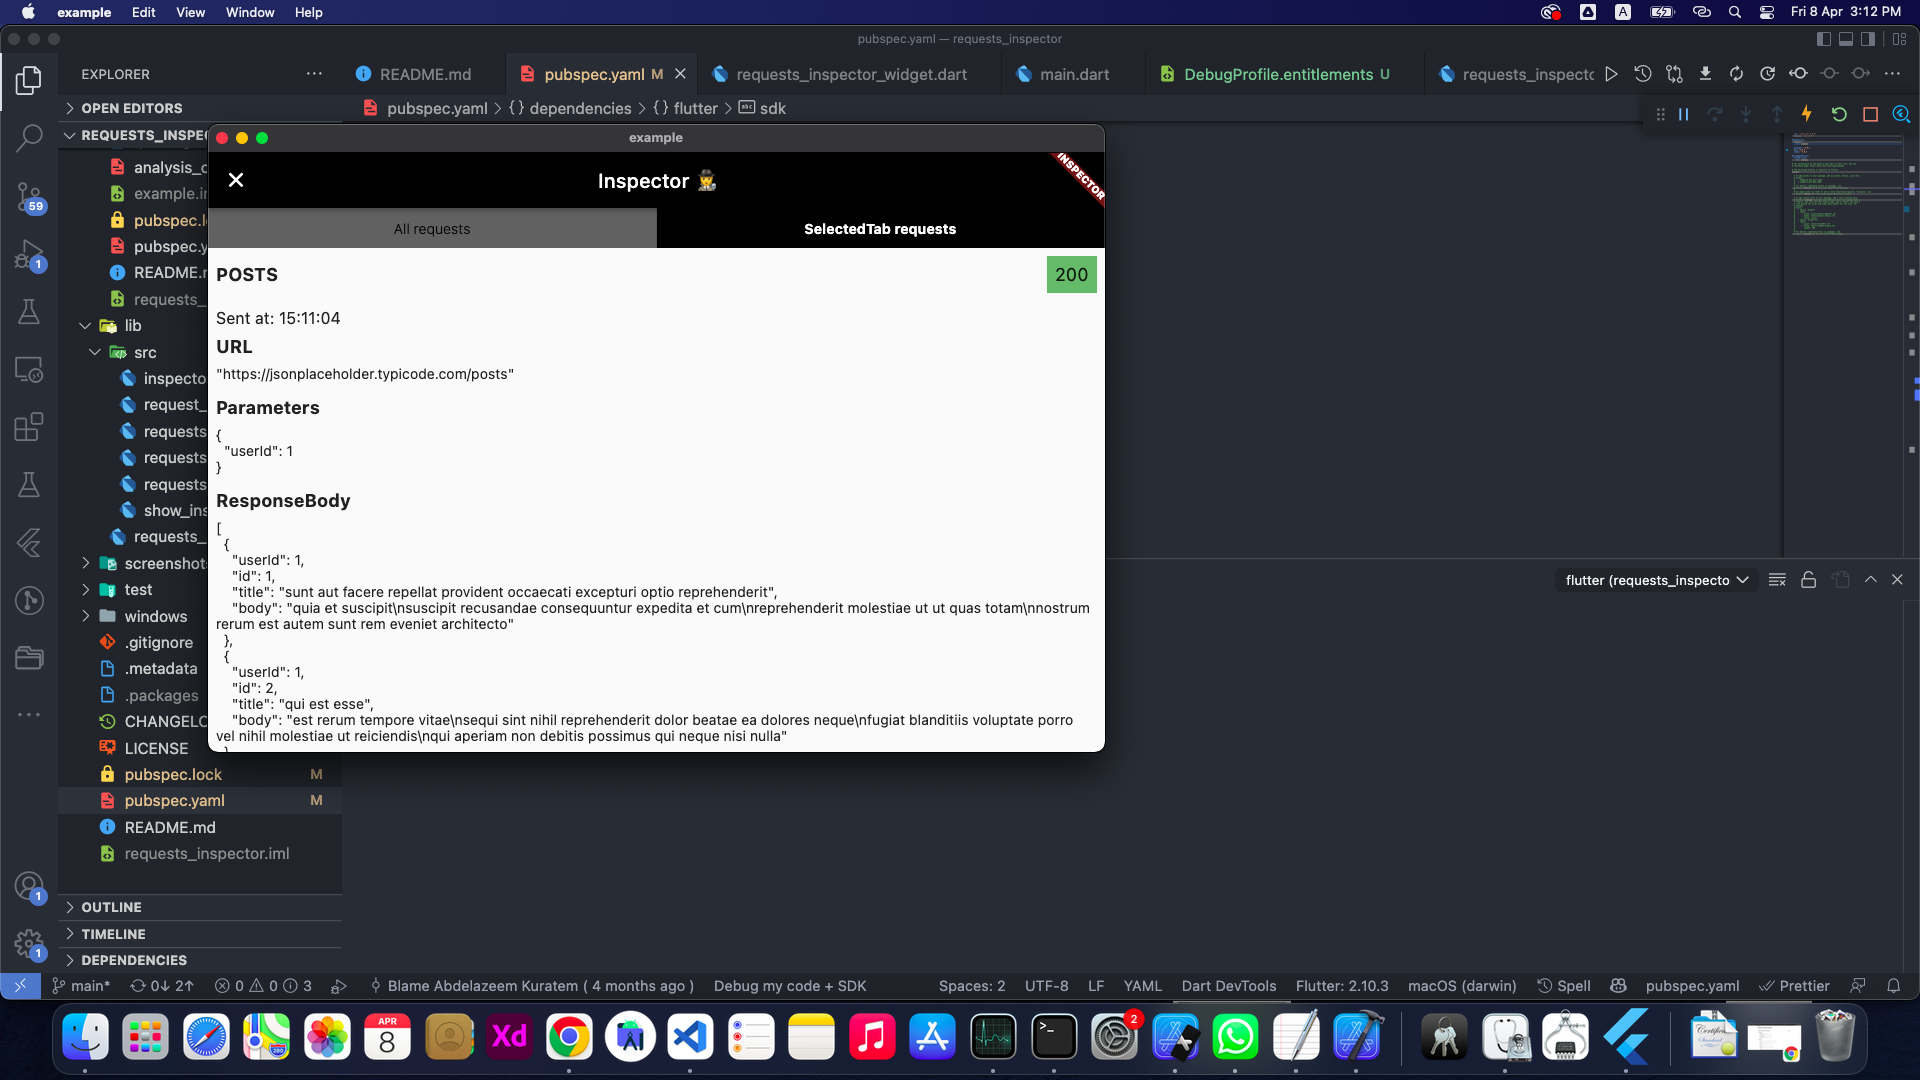 example Edit View Window Help
A Fri 8 Apr 3:12 PM
pubspec.yaml — requests_inspector
EXPLORER
README.md pubspec.yaml M requests_inspector_widget.dart main.dart DebugProfile.entitlements U requests_inspectc
OPEN EDITORS
pubspec.yaml > {} dependencies > {} flutter > abc sdk
REQUESTS_INSPEC
analysis_c
example.in
pubspec.l
pubspec.y
README.r
requests_
lib
src
inspecto
request_
requests
requests
requests
show_ins
requests_
screenshot
test
windows
.gitignore
.metadata
.packages
CHANGELC
LICENSE
pubspec.lock M
pubspec.yaml M
README.md
requests_inspector.iml
OUTLINE
TIMELINE
DEPENDENCIES
59
1
1
1
example
Inspector 🕵
INSPECTOR
All requests
SelectedTab requests
POSTS
200
Sent at: 15:11:04
URL
"https://jsonplaceholder.typicode.com/posts"
Parameters
{
"userId": 1
}
ResponseBody
[
{
"userId": 1,
"id": 1,
"title": "sunt aut facere repellat provident occaecati excepturi optio reprehenderit",
"body": "quia et suscipit\nsuscipit recusandae consequuntur expedita et cum\nreprehenderit molestiae ut ut quas totam\nnostrum
rerum est autem sunt rem eveniet architecto"
},
{
"userId": 1,
"id": 2,
"title": "qui est esse",
"body": "est rerum tempore vitae\nsequi sint nihil reprehenderit dolor beatae ea dolores neque\nfugiat blanditiis voluptate porro
vel nihil molestiae ut reiciendis\nqui aperiam non debitis possimus qui neque nisi nulla"
}
flutter (requests_inspecto
main* 0↓ 2↑ 0 0 3 Blame Abdelazeem Kuratem ( 4 months ago ) Debug my code + SDK Spaces: 2 UTF-8 LF YAML Dart DevTools Flutter: 2.10.3 macOS (darwin) Spell pubspec.yaml Prettier
APR
8
Xd
2
280